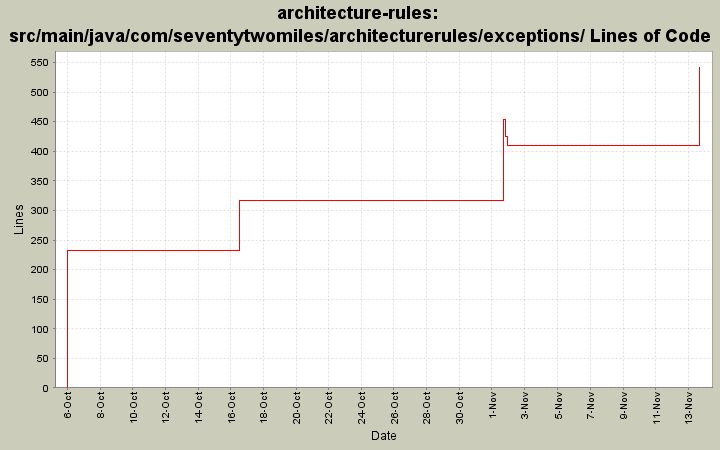 architecture-rules:
src/main/java/com/seventytwomiles/architecturerules/exceptions/ Lines of Code
550
500
450
400
350
300
250
200
150
100
50
0
Lines
6-Oct
8-Oct
10-Oct
12-Oct
14-Oct
16-Oct
18-Oct
20-Oct
22-Oct
24-Oct
26-Oct
28-Oct
30-Oct
1-Nov
3-Nov
5-Nov
7-Nov
9-Nov
11-Nov
13-Nov
Date